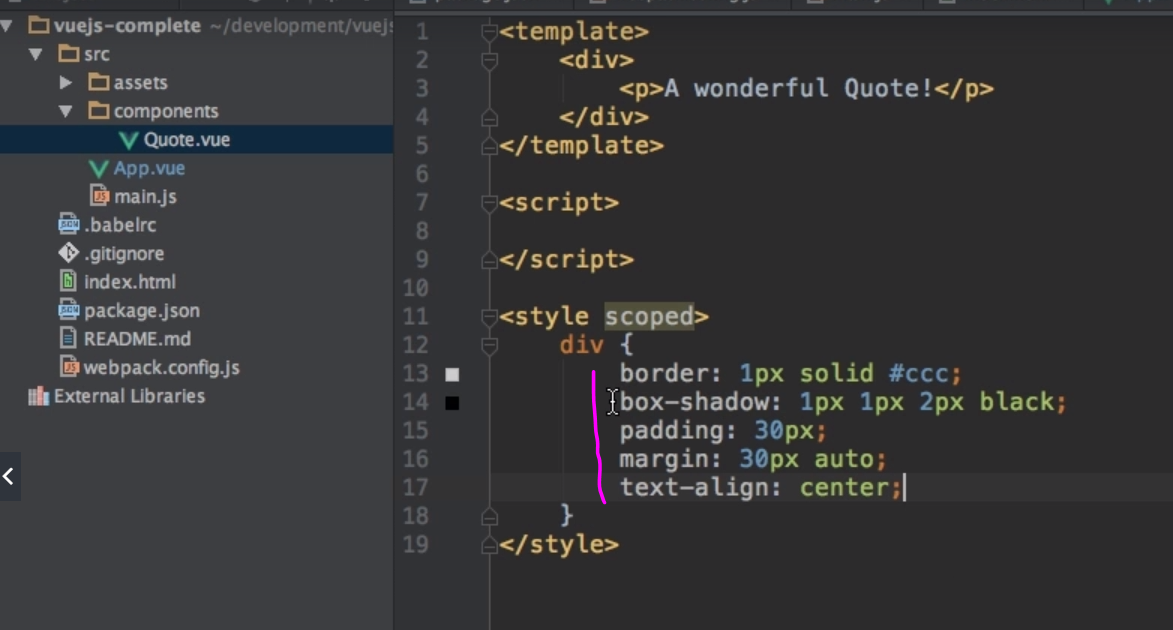 vuejs-complete ~/development/vuejs
src
assets
components
Quote.vue
App.vue
main.js
.babelrc
.gitignore
index.html
package.json
README.md
webpack.config.js
External Libraries
1 <template>
2 <div>
3 <p>A wonderful Quote!</p>
4 </div>
5 </template>
6
7 <script>
8
9 </script>
10
11 <style scoped>
12 div {
13 border: 1px solid #ccc;
14 box-shadow: 1px 1px 2px black;
15 padding: 30px;
16 margin: 30px auto;
17 text-align: center;
18 }
19 </style>